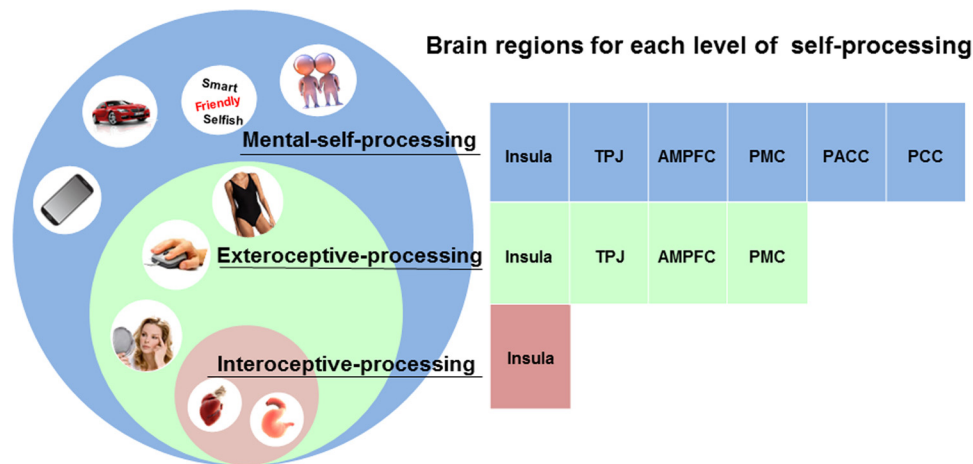 Brain regions for each level of self-processing
Smart
Friendly
Selfish
Mental-self-processing
Insula TPJ AMPFC PMC PACC PCC
Exteroceptive-processing
Insula TPJ AMPFC PMC
Interoceptive-processing
Insula